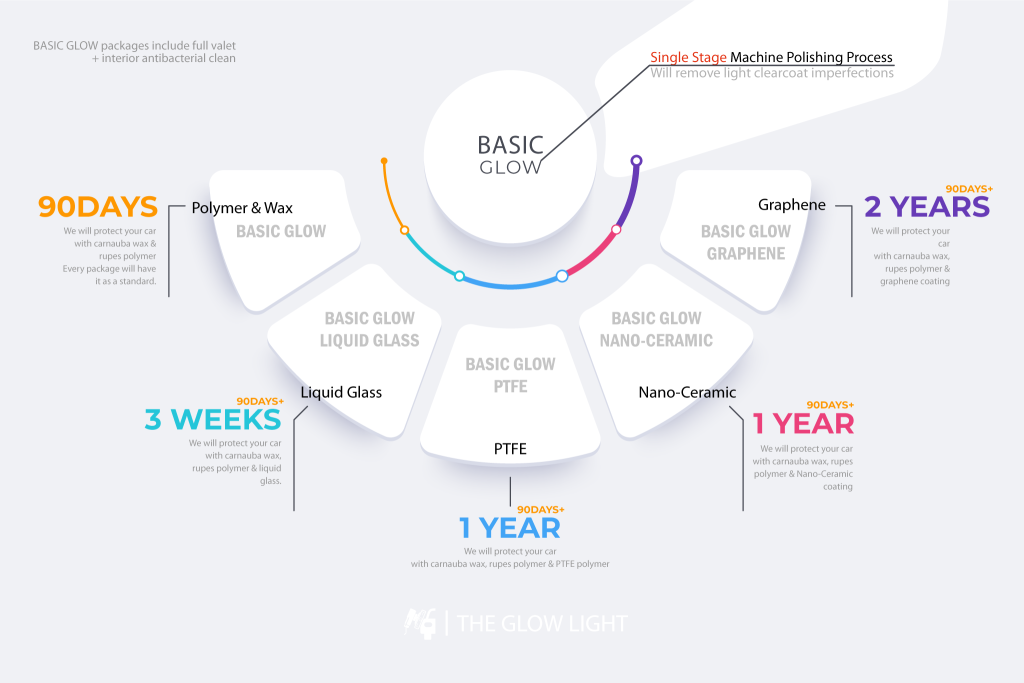 BASIC GLOW packages include full valet
+ interior antibacterial clean
Single Stage Machine Polishing Process
Will remove light clearcoat imperfections
BASIC
GLOW
90DAYS
Polymer & Wax
BASIC GLOW
We will protect your car
with carnauba wax &
rupes polymer
Every package will have
it as a standard.
Graphene
BASIC GLOW
GRAPHENE
90DAYS+
2 YEARS
We will protect your
car
with carnauba wax,
rupes polymer &
graphene coating
BASIC GLOW
LIQUID GLASS
Liquid Glass
90DAYS+
3 WEEKS
We will protect your car
with carnauba wax,
rupes polymer & liquid
glass.
BASIC GLOW
PTFE
PTFE
90DAYS+
1 YEAR
We will protect your car
with carnauba wax, rupes polymer & PTFE polymer
BASIC GLOW
NANO-CERAMIC
Nano-Ceramic
90DAYS+
1 YEAR
We will protect your car
with carnauba wax, rupes
polymer & Nano-Ceramic
coating
THE GLOW LIGHT